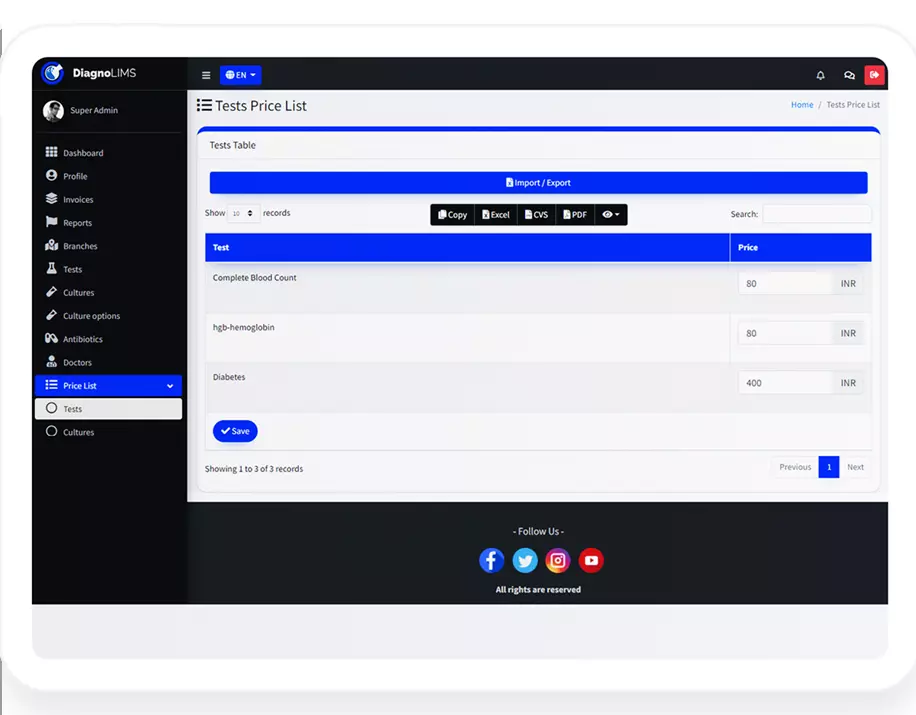 DiagnoLIMS
EN
Super Admin
Dashboard
Profile
Invoices
Reports
Branches
Tests
Cultures
Culture options
Antibiotics
Doctors
Price List
Tests
Cultures
Tests Price List
Home / Tests Price List
Tests Table
Import / Export
Show 10 records
Copy Excel CVS PDF
Search:
Test Price
Complete Blood Count 80 INR
hgb-hemoglobin 80 INR
Diabetes 400 INR
Save
Showing 1 to 3 of 3 records
Previous 1 Next
- Follow Us -
All rights are reserved